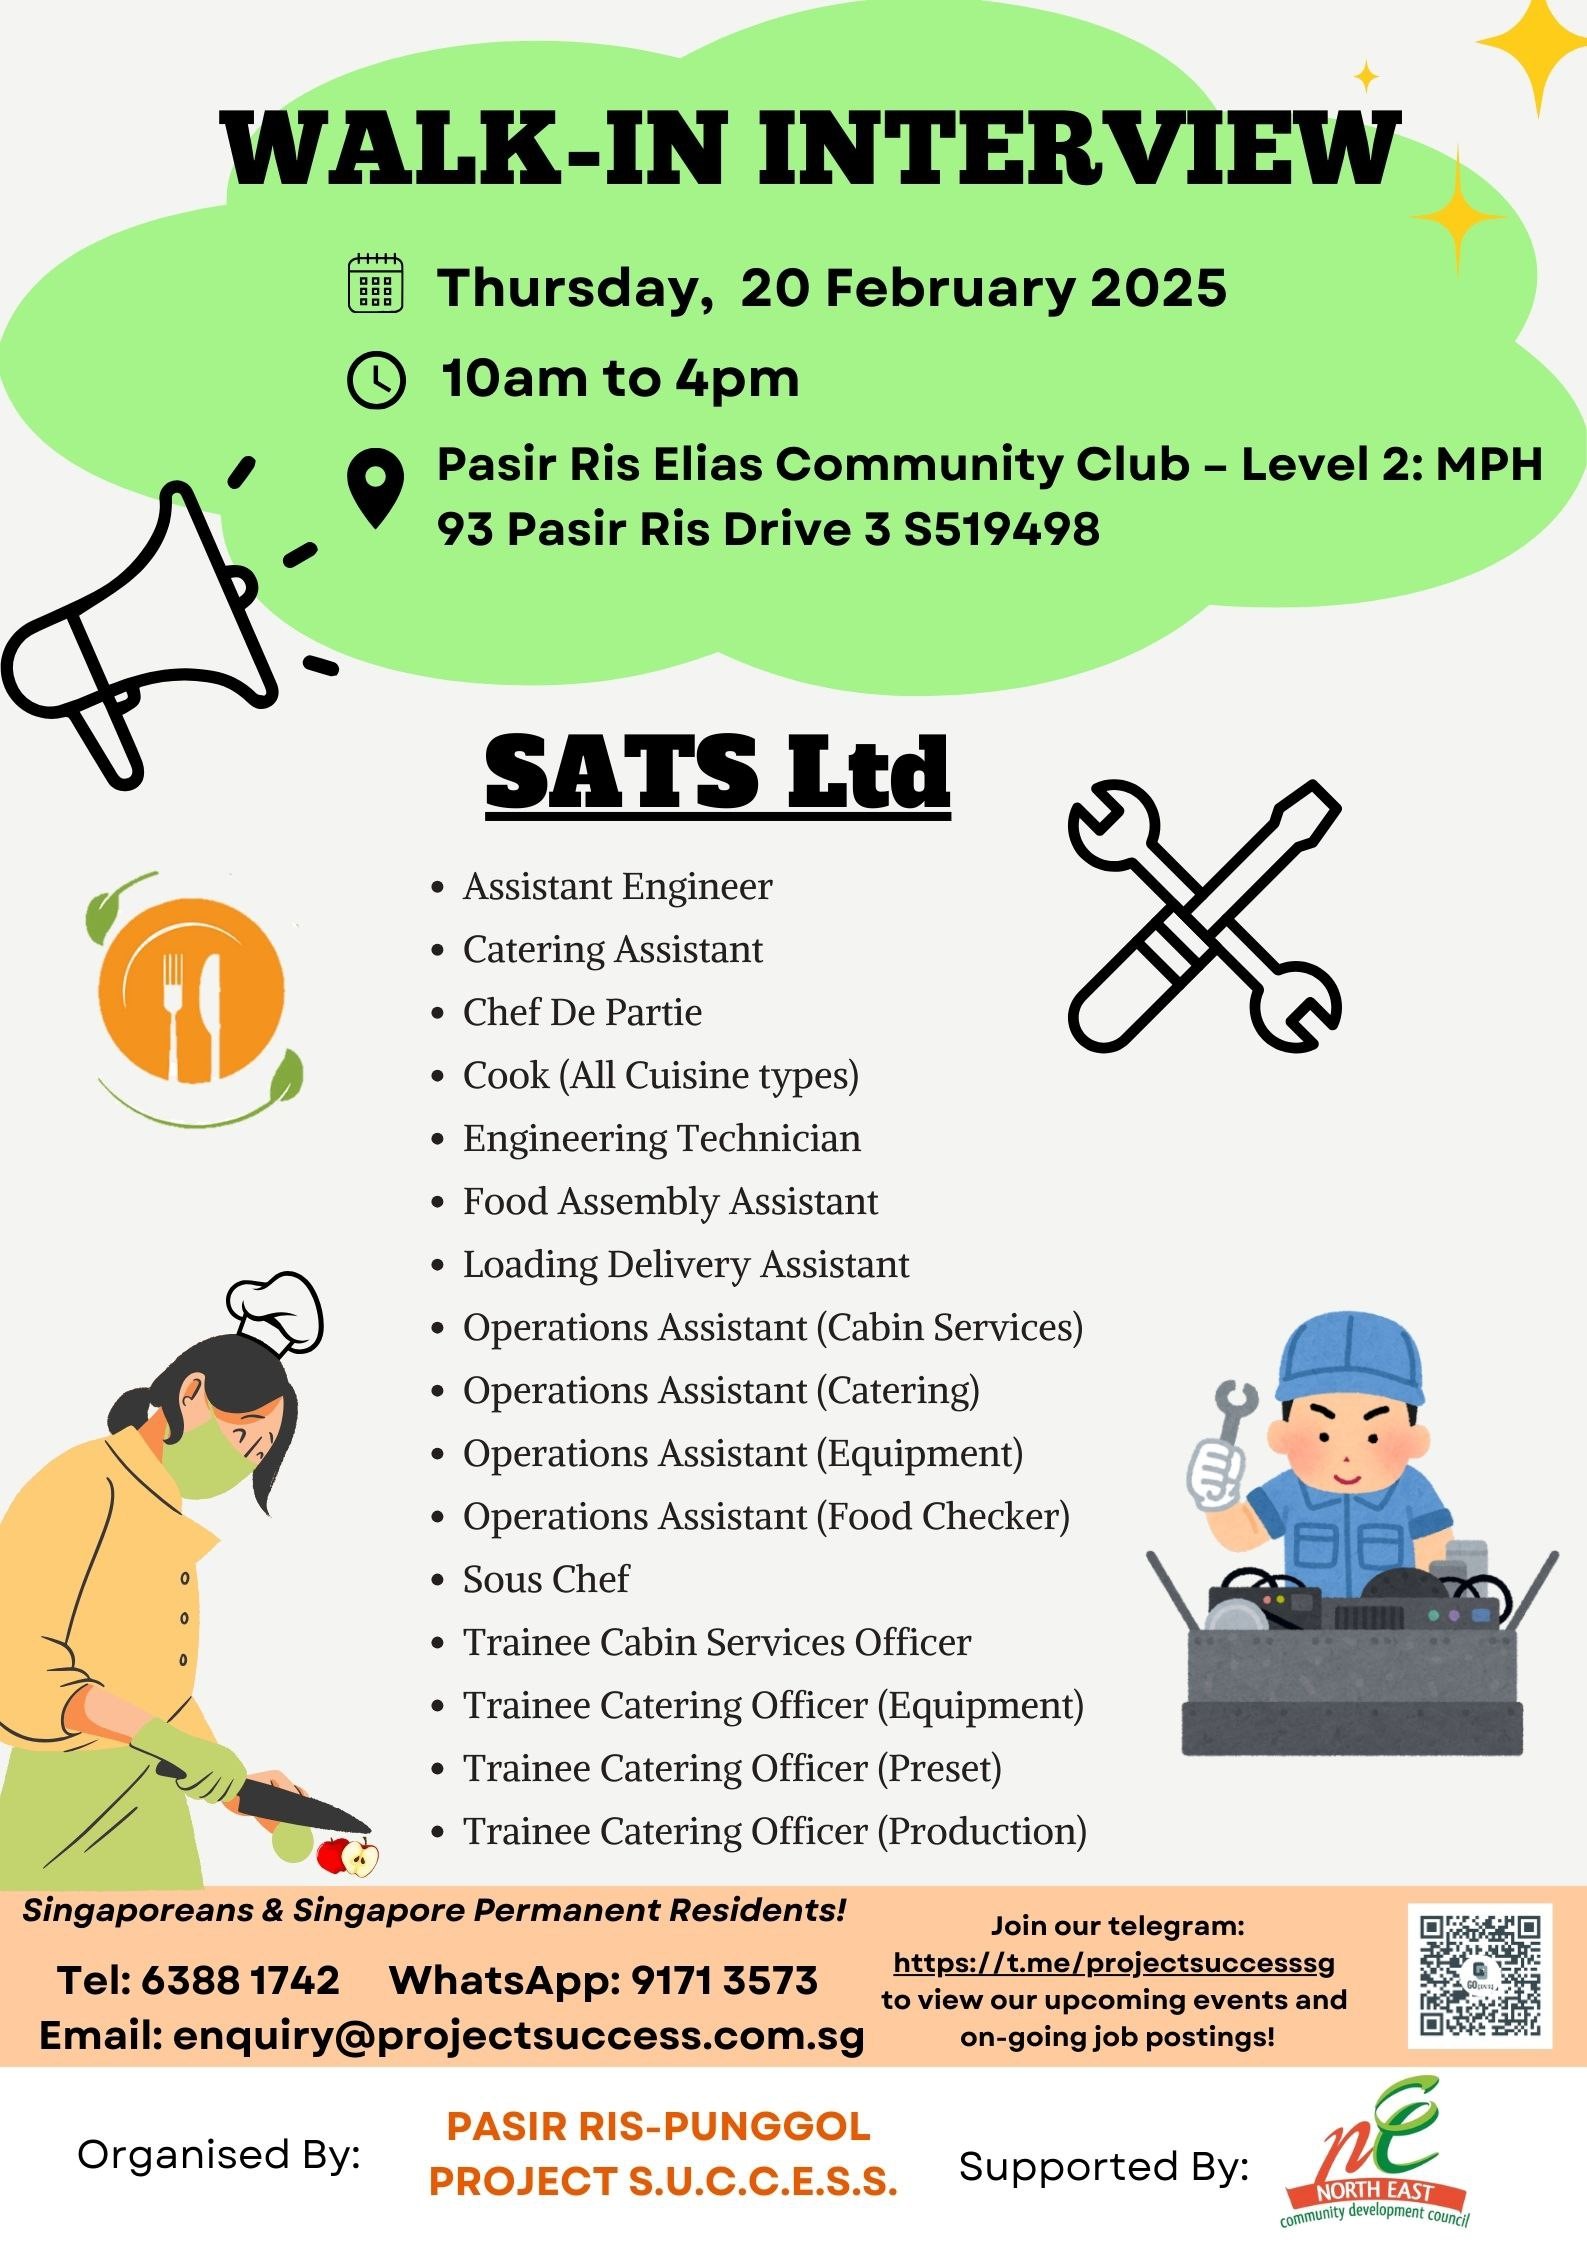 WALK-IN INTERVIEW
Thursday,  20 February 2025
10am to 4pm
Pasir Ris Elias Community Club – Level 2: MPH
93 Pasir Ris Drive 3 S519498
SATS Ltd
• Assistant Engineer
• Catering Assistant
• Chef De Partie
• Cook (All Cuisine types)
• Engineering Technician
• Food Assembly Assistant
• Loading Delivery Assistant
• Operations Assistant (Cabin Services)
• Operations Assistant (Catering)
• Operations Assistant (Equipment)
• Operations Assistant (Food Checker)
• Sous Chef
• Trainee Cabin Services Officer
• Trainee Catering Officer (Equipment)
• Trainee Catering Officer (Preset)
• Trainee Catering Officer (Production)
Singaporeans & Singapore Permanent Residents!
Tel: 6388 1742     WhatsApp: 9171 3573
Email: enquiry@projectsuccess.com.sg
Join our telegram:
https://t.me/projectsuccesssg
to view our upcoming events and
on-going job postings!
Organised By:
PASIR RIS-PUNGGOL
PROJECT S.U.C.C.E.S.S.
Supported By:
NE
NORTH EAST
community development council